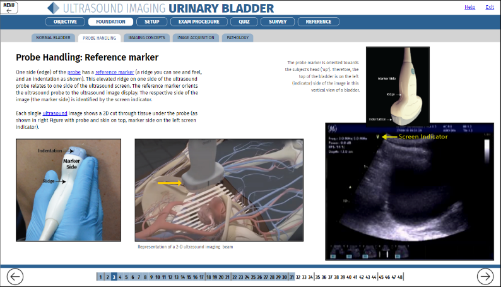 MENU
ULTRASOUND IMAGING URINARY BLADDER
Help Exit
OBJECTIVE FOUNDATION SETUP EXAM PROCEDURE QUIZ SURVEY REFERENCE
NORMAL BLADDER PROBE HANDLING IMAGING CONCEPTS IMAGE ACQUISITION PATHOLOGY
Probe Handling: Reference marker
One side (edge) of the probe has a reference marker (a ridge you can see and feel,
and an indentation as shown). This elevated ridge on one side of the ultrasound
probe relates to one side of the ultrasound screen. The reference marker orients
the ultrasound probe to the ultrasound image display. The respective side of the
image (the marker side) is identified by the screen indicator.
Each single ultrasound image shows a 2D cut through tissue under the probe (as
shown in right Figure with probe and skin on top, marker side on the left screen
indicator).
The probe marker is pointed towards
the subject's head ("up"). Therefore, the
top of the bladder is on the left
(indicator) side of the image in this
vertical view of a bladder.
Marker Side
Ridge
Indentation
Indentation
Marker
Side
Ridge
Screen Indicator
Representation of a 2-D ultrasound imaging beam
1 2 3 4 5 6 7 8 9 10 11 12 13 14 15 16 17 18 19 20 21 22 23 24 25 26 27 28 29 30 31 32 33 34 35 36 37 38 39 40 41 42 43 44 45 46 47 48